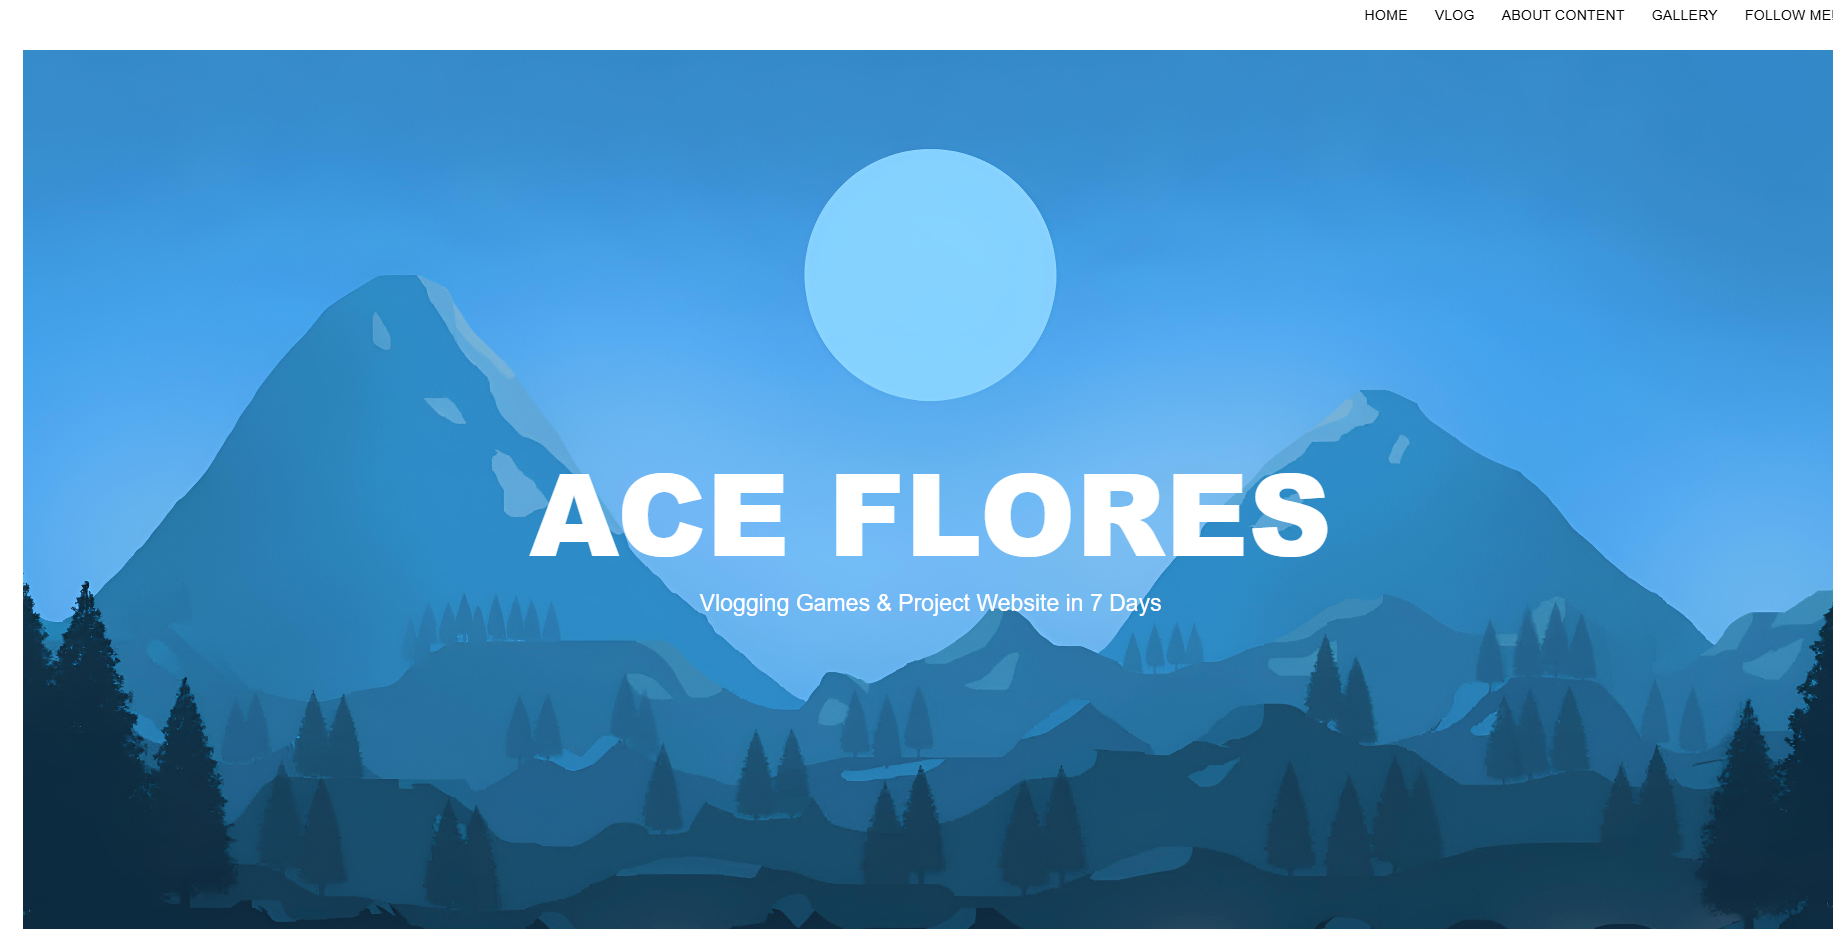 HOME VLOG ABOUT CONTENT GALLERY FOLLOW ME!
ACE FLORES
Vlogging Games & Project Website in 7 Days